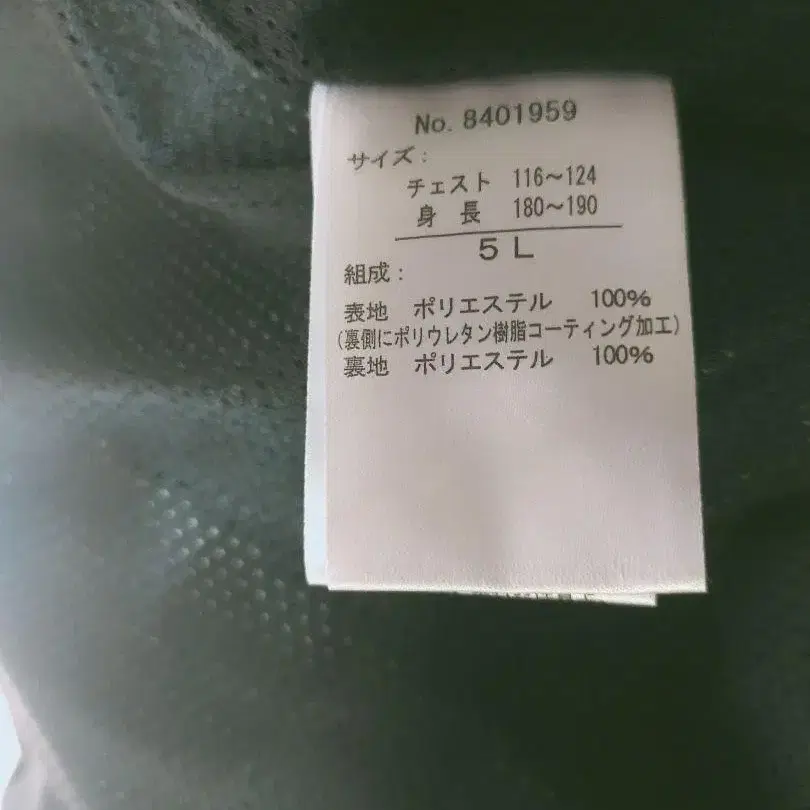 No. 8401959
サイズ：
チェスト 116～124
身 長 180～190
5L
組成：
表地 ポリエステル 100%
(裏側にポリウレタン樹脂コーティング加工)
裏地 ポリエステル 100%